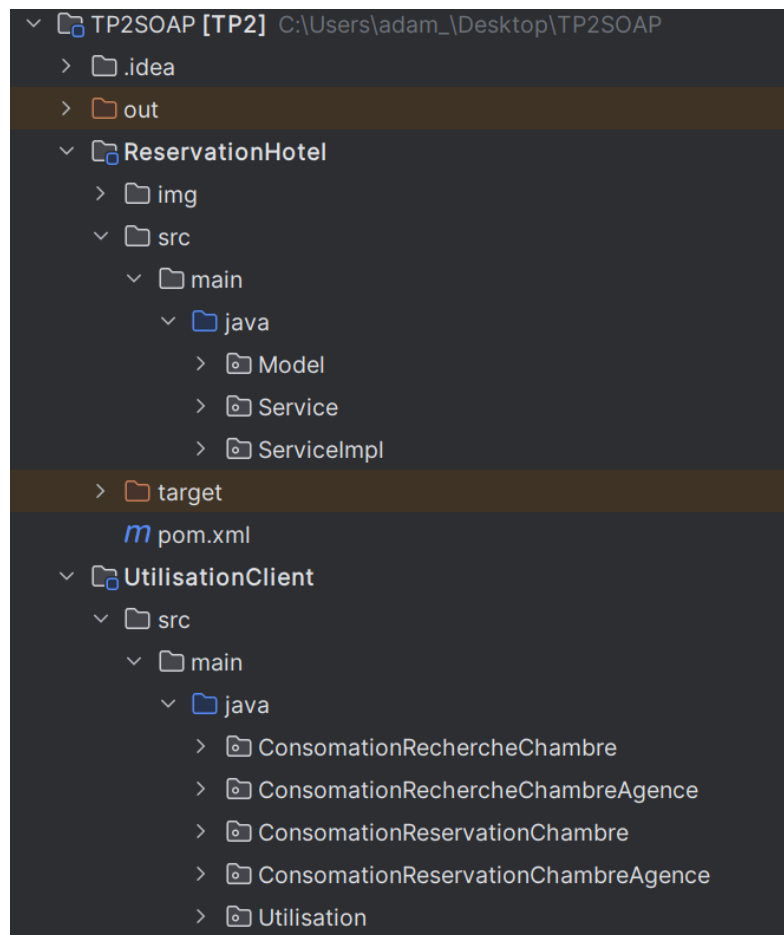 TP2SOAP [TP2] C:\Users\adam_\Desktop\TP2SOAP
.idea
out
ReservationHotel
img
src
main
java
Model
Service
ServiceImpl
target
m pom.xml
UtilisationClient
src
main
java
ConsomationRechercheChambre
ConsomationRechercheChambreAgence
ConsomationReservationChambre
ConsomationReservationChambreAgence
Utilisation